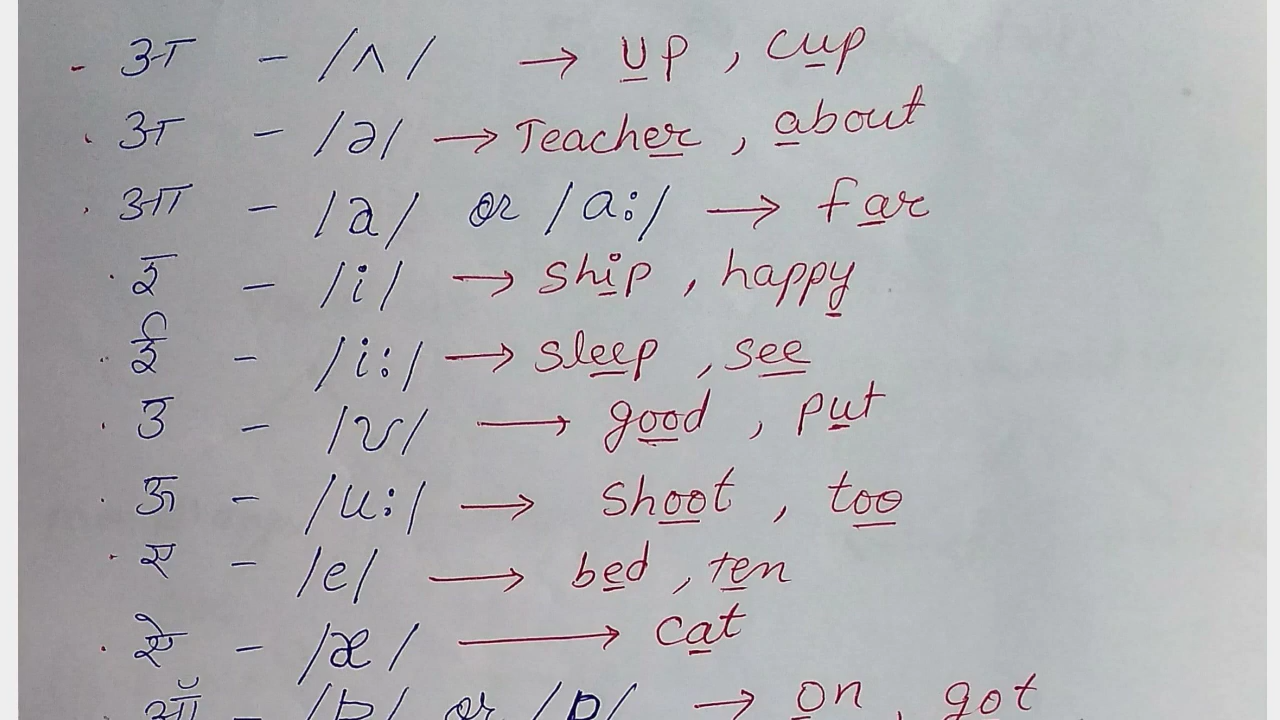 - अ - /ʌ/ → up, cup
. अ - /ə/ → Teacher, about
. आ - /a/ or /a:/ → far
. इ - /i/ → ship, happy
. ई - /i:/ → sleep, see
. उ - /ʊ/ → good, put
. ऊ - /u:/ → shoot, too
. ए - /e/ → bed, ten
. ऐ - /æ/ → cat
ऑ - /ɒ/ or /ɒ/ → on, got